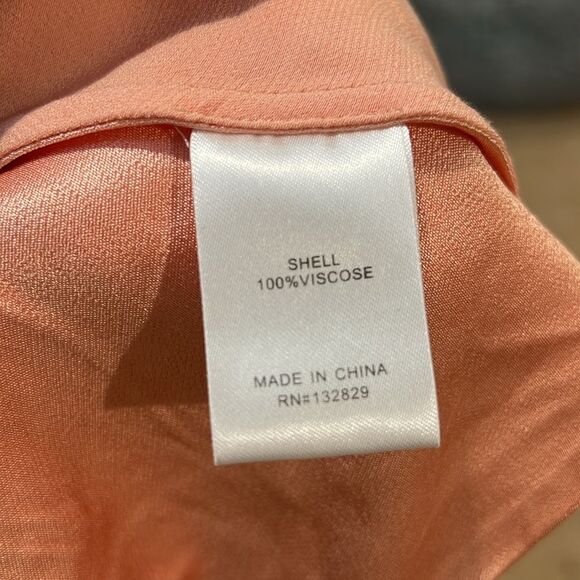 SHELL
100%VISCOSE
MADE IN CHINA
RN#132829